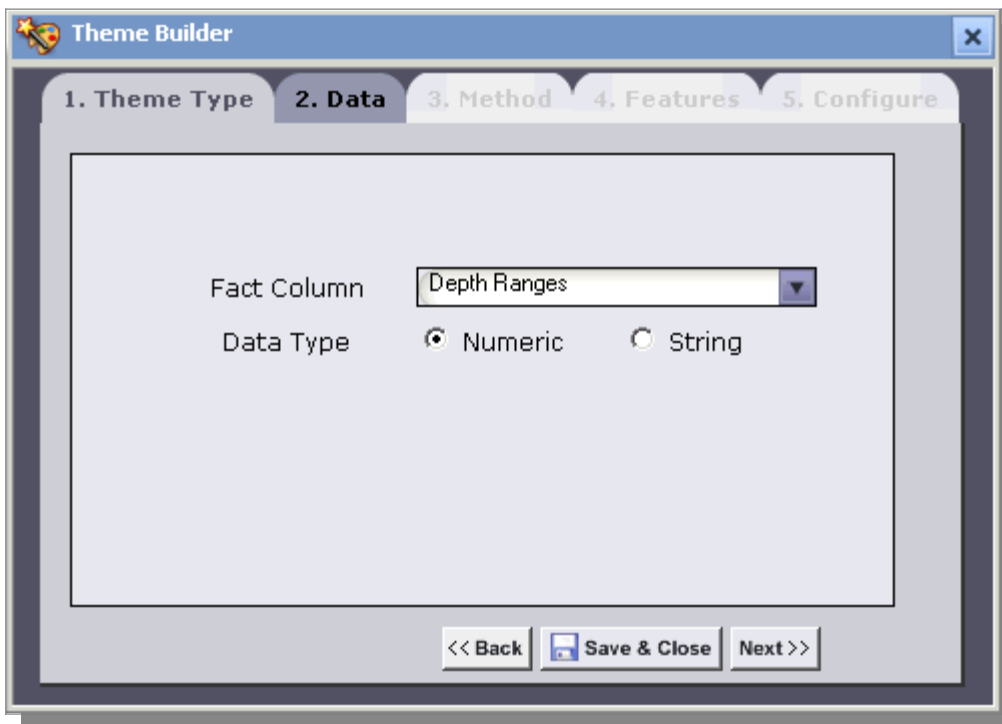 Theme Builder
1. Theme Type 2. Data 3. Method 4. Features 5. Configure
Fact Column Depth Ranges
Data Type Numeric String
<< Back Save & Close Next >>